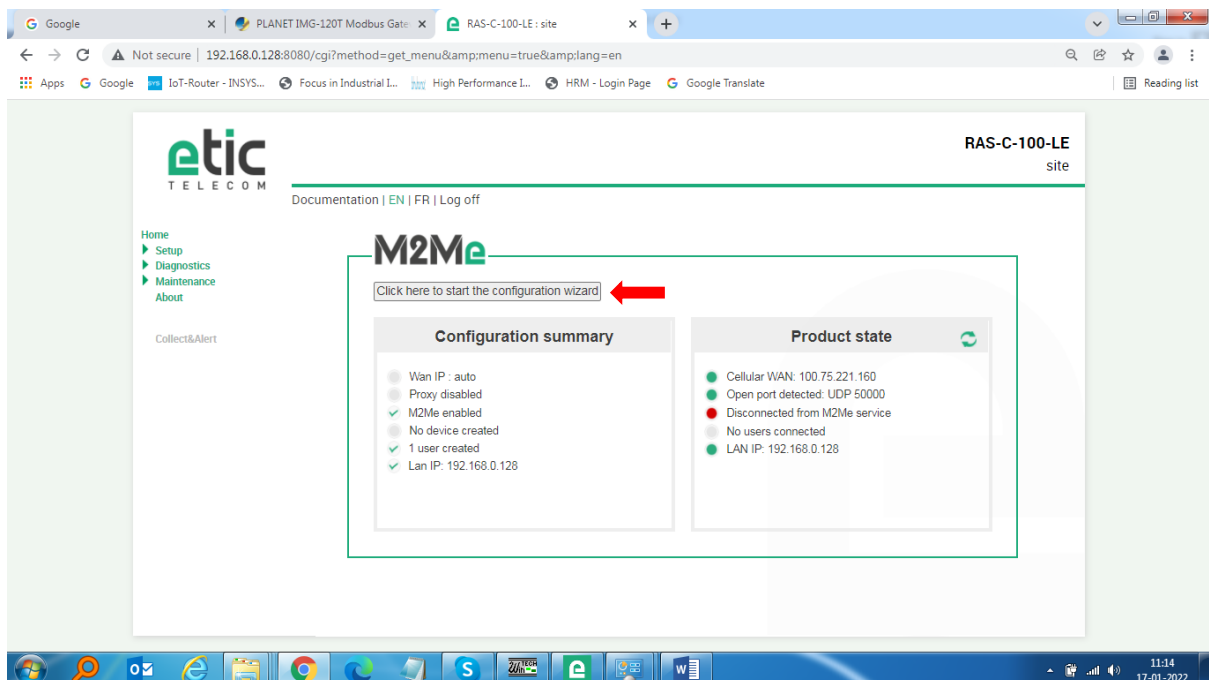 Google
PLANET IMG-120T Modbus Gate
RAS-C-100-LE : site
Not secure | 192.168.0.128:8080/cgi?method=get_menu&amp;menu=true&amp;lang=en
Apps
Google
SYS
IoT-Router - INSYS...
Focus in Industrial I...
High Performance I...
HRM - Login Page
Google Translate
Reading list
etic
TELECOM
RAS-C-100-LE
site
Documentation | EN | FR | Log off
Home
Setup
Diagnostics
Maintenance
About
Collect&Alert
M2Me
Click here to start the configuration wizard
Configuration summary
Wan IP : auto
Proxy disabled
M2Me enabled
No device created
1 user created
Lan IP: 192.168.0.128
Product state
Cellular WAN: 100.75.221.160
Open port detected: UDP 50000
Disconnected from M2Me service
No users connected
LAN IP: 192.168.0.128
11:14
17-01-2022